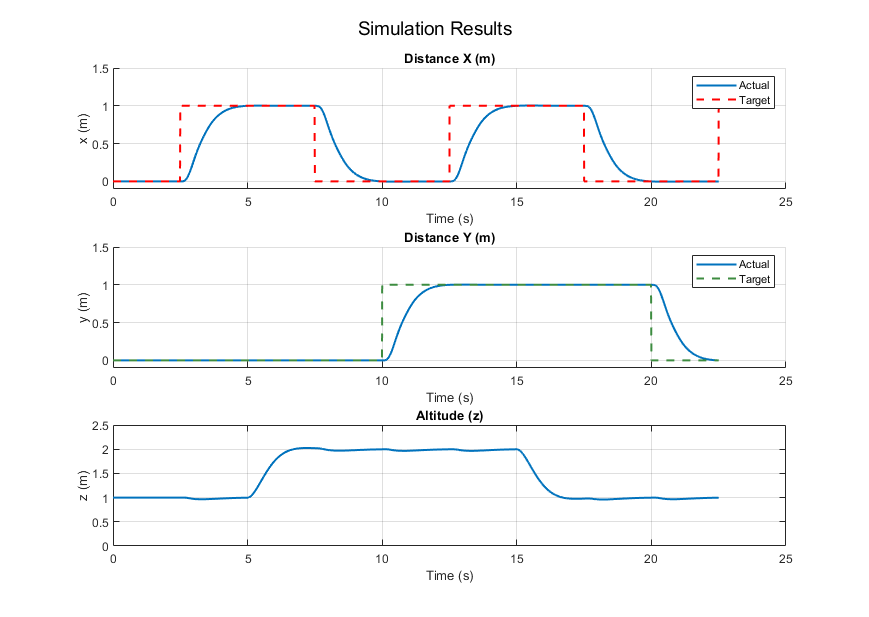 Simulation Results
Distance X (m)
1.5
1
0.5
0
x (m)
Actual
Target
0 5 10 15 20 25
Time (s)
Distance Y (m)
1.5
1
0.5
0
y (m)
Actual
Target
0 5 10 15 20 25
Time (s)
Altitude (z)
2.5
2
1.5
1
0.5
0
z (m)
0 5 10 15 20 25
Time (s)